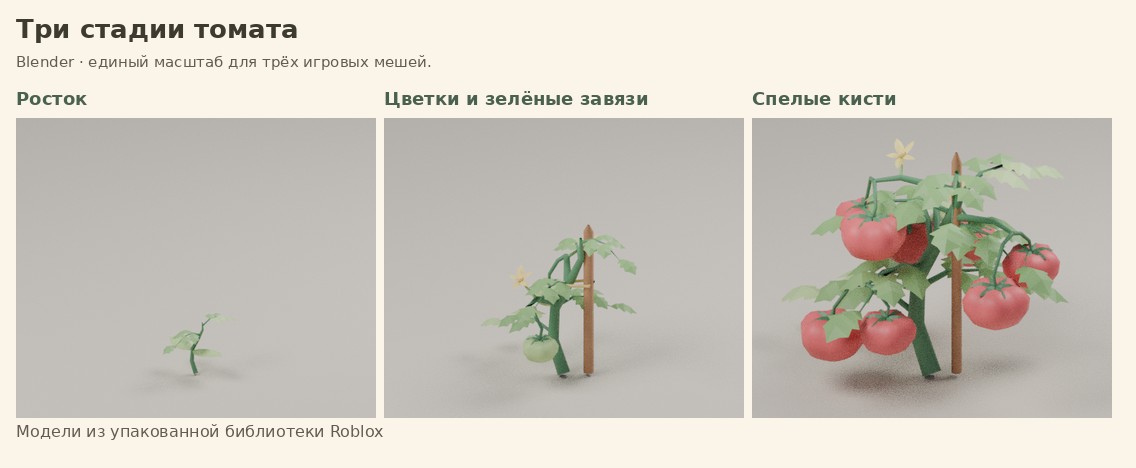 Три стадии томата
Blender · единый масштаб для трёх игровых мешей.
Росток
Цветки и зелёные завязи
Спелые кисти
Модели из упакованной библиотеки Roblox